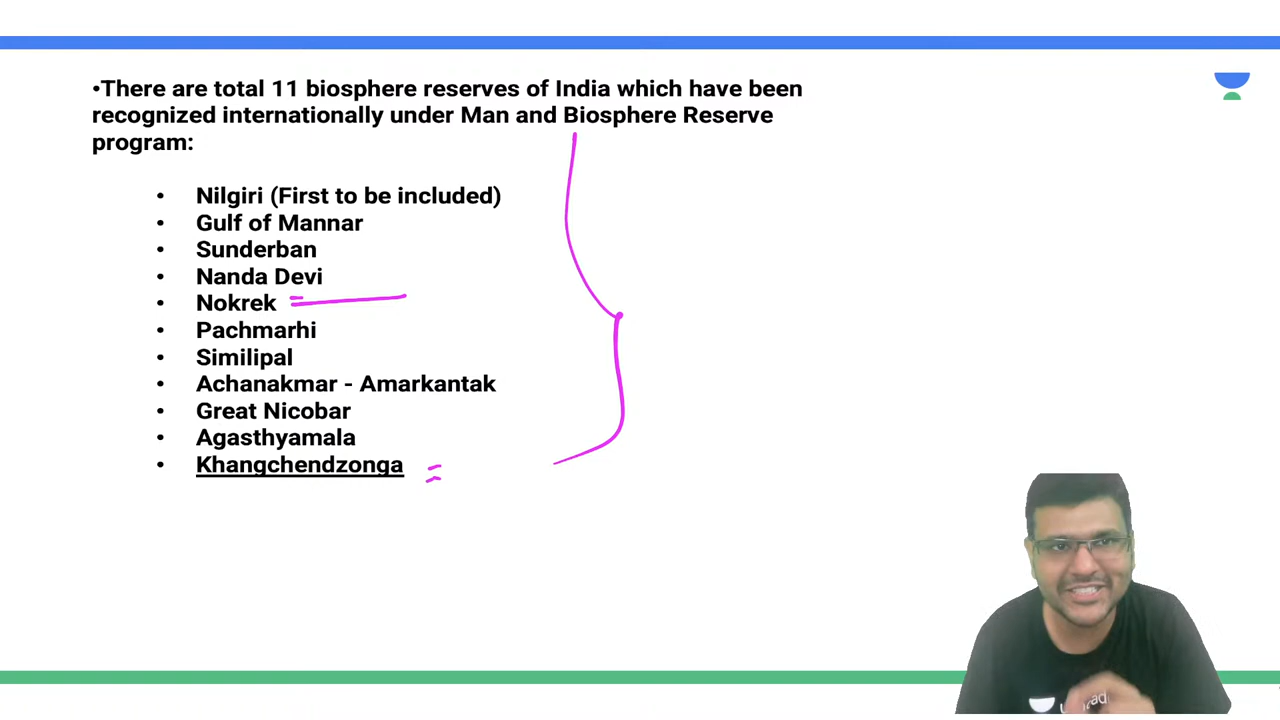 •There are total 11 biosphere reserves of India which have been
recognized internationally under Man and Biosphere Reserve
program:
• Nilgiri (First to be included)
• Gulf of Mannar
• Sunderban
• Nanda Devi
• Nokrek
• Pachmarhi
• Similipal
• Achanakmar - Amarkantak
• Great Nicobar
• Agasthyamala
• Khangchendzonga